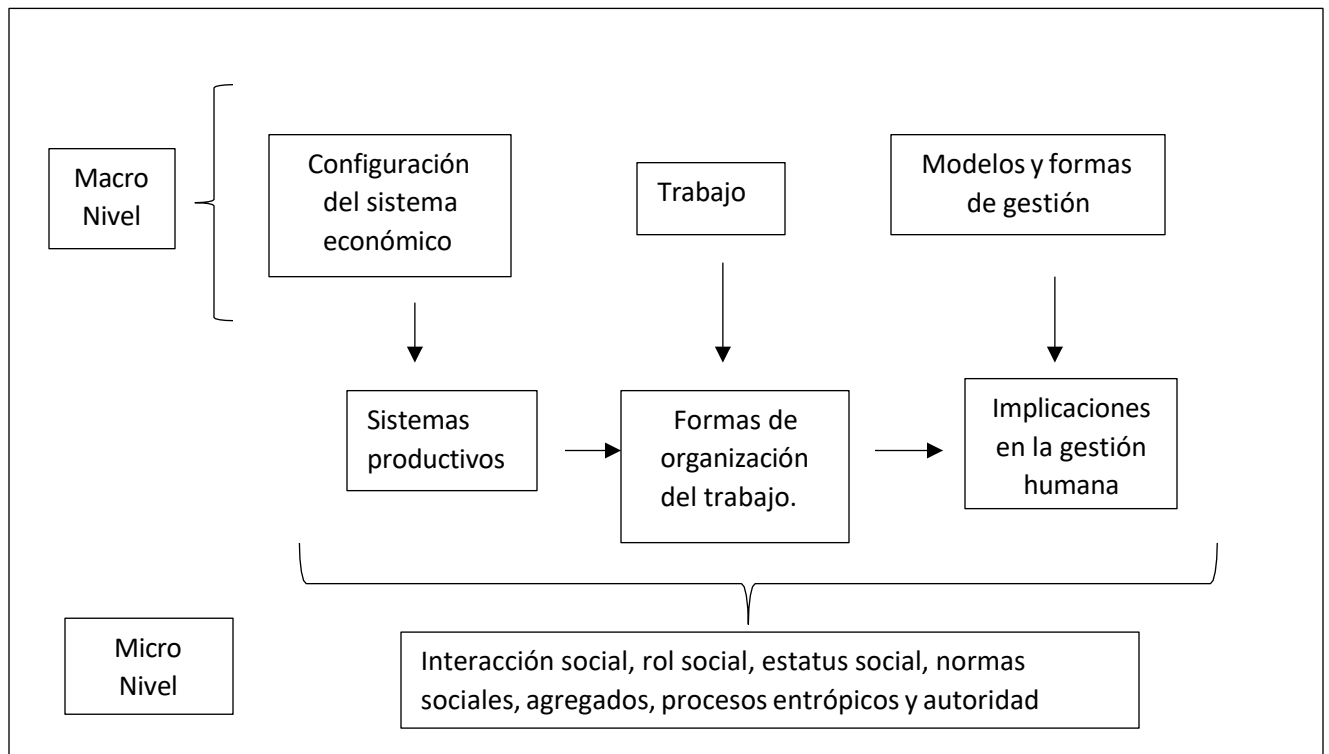 Macro
Nivel
Configuración
del sistema
económico
Trabajo
Modelos y formas
de gestión
Sistemas
productivos
Formas de
organización
del trabajo.
Implicaciones
en la gestión
humana
Micro
Nivel
Interacción social, rol social, estatus social, normas
sociales, agregados, procesos entrópicos y autoridad